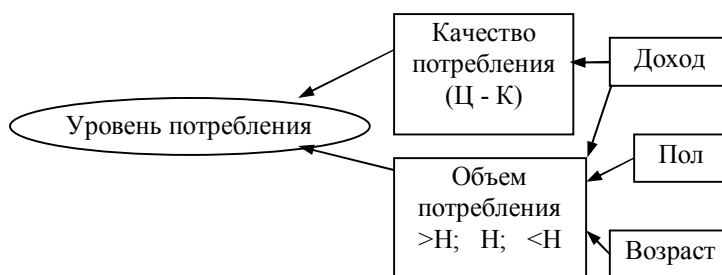 Уровень потребления
Качество
потребления
(Ц - К)
Объем
потребления
>Н; Н; <Н
Доход
Пол
Возраст